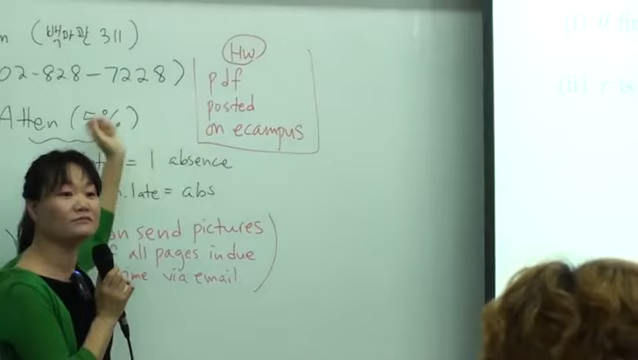 (백마관 311)
02-828-7228)
Atten (5%)
= 1 absence
late = abs
send pictures
all pages in due
via email
HW
pdf
posted
on ecampus